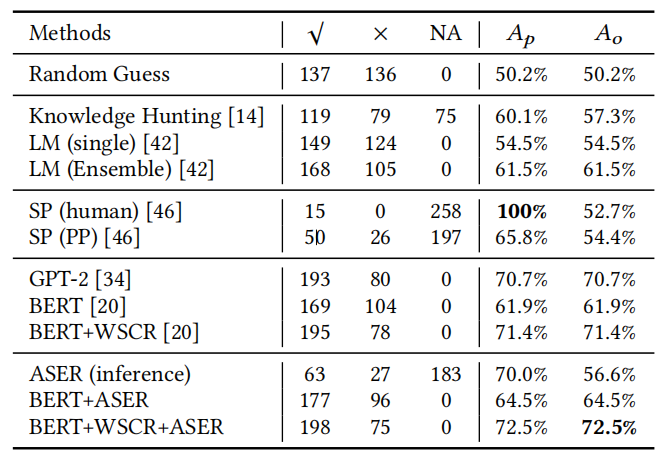 Methods √ × NA Ap Ao
Random Guess 137 136 0 50.2% 50.2%
Knowledge Hunting [14] 119 79 75 60.1% 57.3%
LM (single) [42] 149 124 0 54.5% 54.5%
LM (Ensemble) [42] 168 105 0 61.5% 61.5%
SP (human) [46] 15 0 258 100% 52.7%
SP (PP) [46] 50 26 197 65.8% 54.4%
GPT-2 [34] 193 80 0 70.7% 70.7%
BERT [20] 169 104 0 61.9% 61.9%
BERT+WSCR [20] 195 78 0 71.4% 71.4%
ASER (inference) 63 27 183 70.0% 56.6%
BERT+ASER 177 96 0 64.5% 64.5%
BERT+WSCR+ASER 198 75 0 72.5% 72.5%